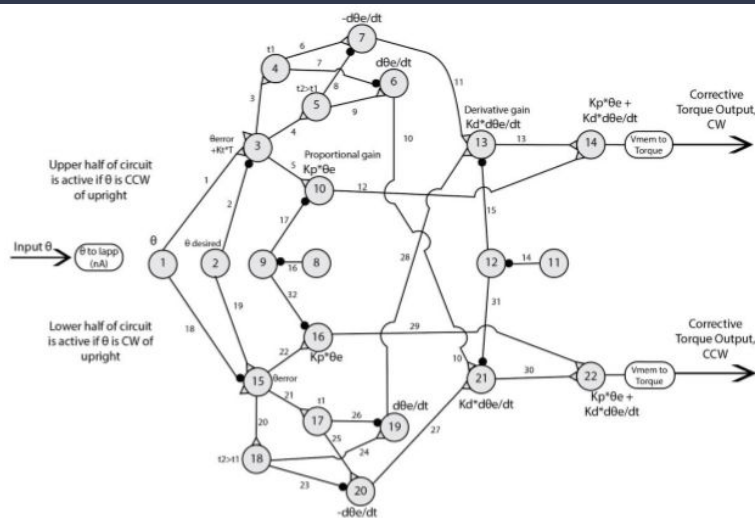 -dθe/dt
7
t1
6
4
7
dθe/dt
6
8
t2>t1
5
9
3
11
4
10
θerror
+Kt*T
3
Derivative gain
Kd*dθe/dt
13
13
Kp*θe +
Kd*dθe/dt
14
Vmem to
Torque
Corrective
Torque Output,
CW
Upper half of circuit
is active if θ is CCW
of upright
1
2
5
Proportional gain
Kp*θe
10
12
17
15
Input θ
θ to Iapp
(nA)
θ
1
θ desired
2
9
16
8
28
12
14
11
Lower half of circuit
is active if θ is CW of
upright
18
19
32
31
16
Kp*θe
29
22
10
15
θerror
21
Kd*dθe/dt
30
22
Kp*θe +
Kd*dθe/dt
Vmem to
Torque
Corrective
Torque Output,
CCW
21
t1
17
26
dθe/dt
19
20
25
24
27
t2>t1
18
23
20
-dθe/dt